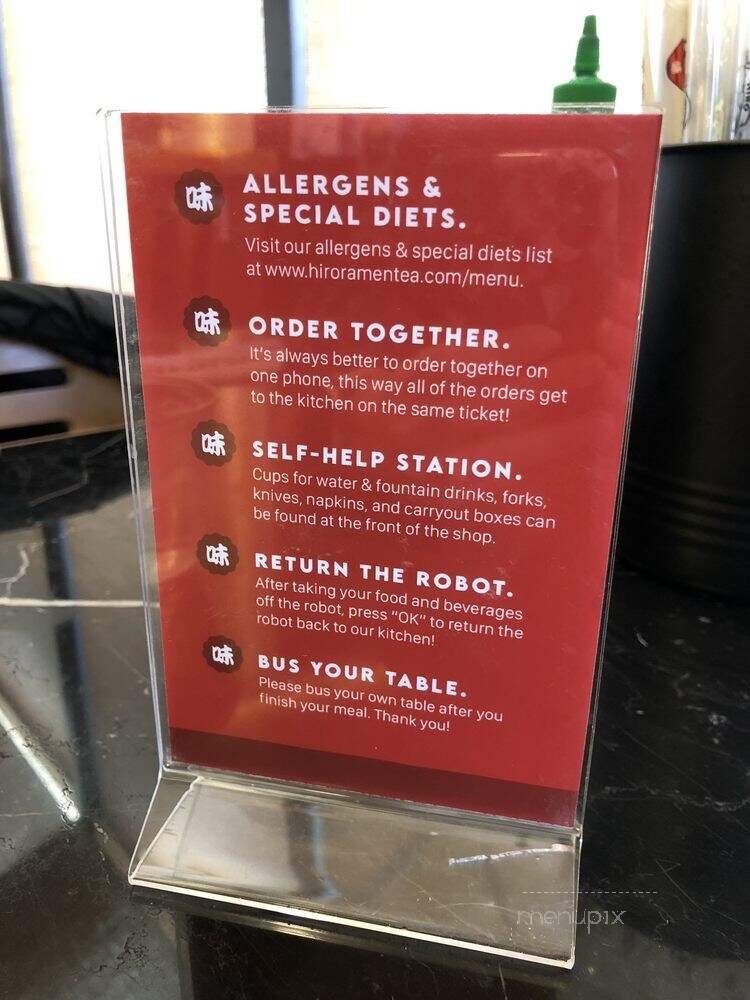 味 ALLERGENS &
SPECIAL DIETS.
Visit our allergens & special diets list
at www.hiroramentea.com/menu.
味 ORDER TOGETHER.
It's always better to order together on
one phone, this way all of the orders get
to the kitchen on the same ticket!
味 SELF-HELP STATION.
Cups for water & fountain drinks, forks,
knives, napkins, and carryout boxes can
be found at the front of the shop.
味 RETURN THE ROBOT.
After taking your food and beverages
off the robot, press "OK" to return the
robot back to our kitchen!
味 BUS YOUR TABLE.
Please bus your own table after you
finish your meal. Thank you!
menupix